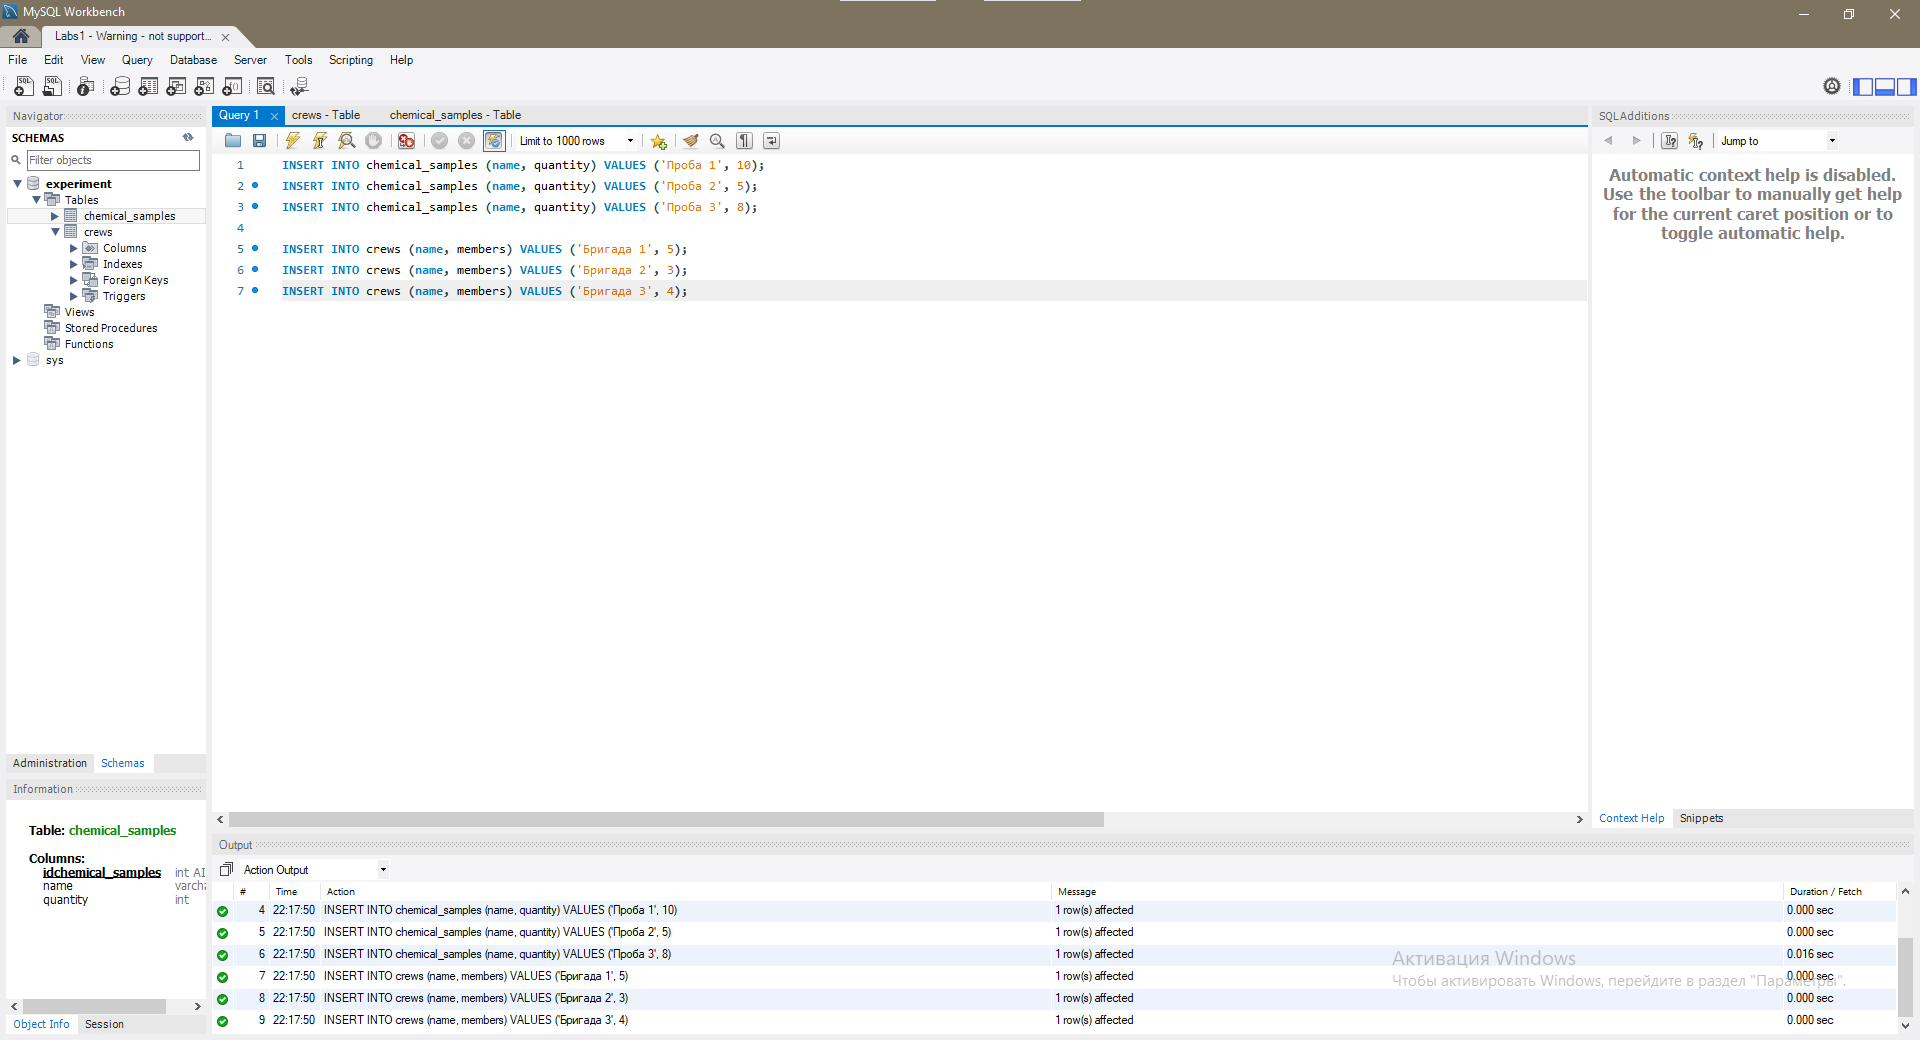 MySQL Workbench
Labs1 - Warning - not support...
File Edit View Query Database Server Tools Scripting Help
Navigator
SCHEMAS
Filter objects
experiment
Tables
chemical_samples
crews
Columns
Indexes
Foreign Keys
Triggers
Views
Stored Procedures
Functions
sys
Administration Schemas
Information
Table: chemical_samples
Columns:
idchemical_samples int AI
name varcha
quantity int
Object Info Session
Query 1 crews - Table chemical_samples - Table
Limit to 1000 rows
1 INSERT INTO chemical_samples (name, quantity) VALUES ('Проба 1', 10);
2 INSERT INTO chemical_samples (name, quantity) VALUES ('Проба 2', 5);
3 INSERT INTO chemical_samples (name, quantity) VALUES ('Проба 3', 8);
4
5 INSERT INTO crews (name, members) VALUES ('Бригада 1', 5);
6 INSERT INTO crews (name, members) VALUES ('Бригада 2', 3);
7 INSERT INTO crews (name, members) VALUES ('Бригада 3', 4);
SQLAdditions
Jump to
Automatic context help is disabled.
Use the toolbar to manually get help
for the current caret position or to
toggle automatic help.
Context Help Snippets
Output
Action Output
# Time Action Message Duration / Fetch
4 22:17:50 INSERT INTO chemical_samples (name, quantity) VALUES ('Проба 1', 10) 1 row(s) affected 0.000 sec
5 22:17:50 INSERT INTO chemical_samples (name, quantity) VALUES ('Проба 2', 5) 1 row(s) affected 0.000 sec
6 22:17:50 INSERT INTO chemical_samples (name, quantity) VALUES ('Проба 3', 8) 1 row(s) affected 0.016 sec
7 22:17:50 INSERT INTO crews (name, members) VALUES ('Бригада 1', 5) 1 row(s) affected 0.000 sec
8 22:17:50 INSERT INTO crews (name, members) VALUES ('Бригада 2', 3) 1 row(s) affected 0.000 sec
9 22:17:50 INSERT INTO crews (name, members) VALUES ('Бригада 3', 4) 1 row(s) affected 0.000 sec
Активация Windows
Чтобы активировать Windows, перейдите в раздел "Параметры".